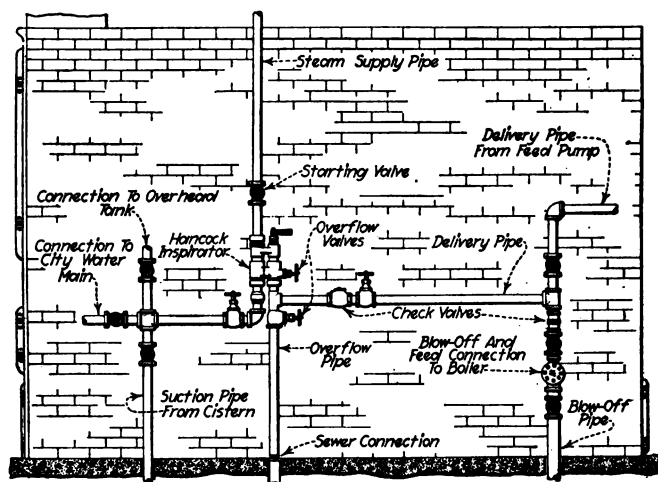 Steam Supply Pipe
Delivery Pipe
From Feed Pump
Starting Valve
Connection To Overhead
Tank
Connection To
City Water
Main
Hancock
Inspirator
Overflow
Valves
Delivery Pipe
Check Valves
Overflow
Pipe
Blow-Off And
Feed Connection
To Boiler
Suction Pipe
From Cistern
Blow-Off
Pipe
Sewer Connection